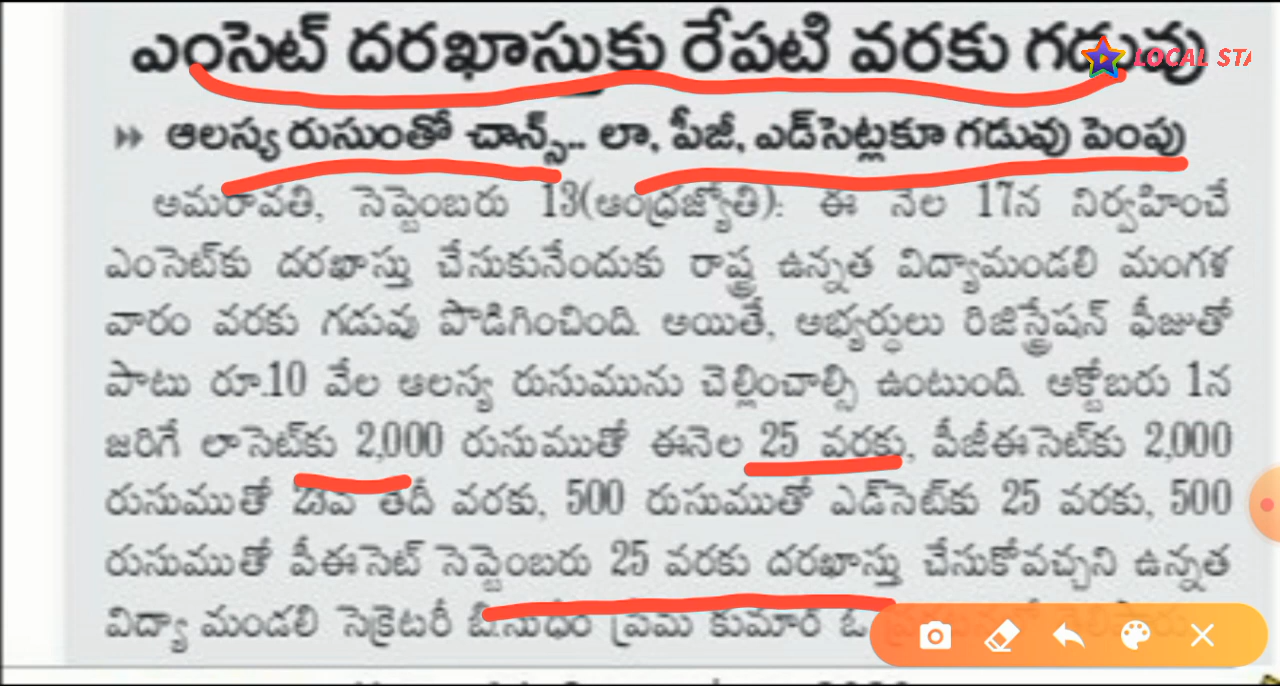 ఎంసెట్ దరఖాస్తుకు రేపటి వరకు గడువు
LOCAL STA
ఆలస్య రుసుంతో చాన్స్.. లా, పీజీ, ఎడ్‌సెట్లకూ గడువు పెంపు
అమరావతి, సెప్టెంబరు 13(ఆంధ్రజ్యోతి): ఈ నెల 17న నిర్వహించే
ఎంసెట్‌కు దరఖాస్తు చేసుకునేందుకు రాష్ట్ర ఉన్నత విద్యామండలి మంగళ
వారం వరకు గడువు పొడిగించింది. అయితే, అభ్యర్థులు రిజిస్ట్రేషన్ ఫీజుతో
పాటు రూ.10 వేల ఆలస్య రుసుమును చెల్లించాల్సి ఉంటుంది. అక్టోబరు 1న
జరిగే లాసెట్‌కు 2,000 రుసుముతో ఈనెల 25 వరకు, పీజీఈసెట్‌కు 2,000
రుసుముతో తేదీ వరకు, 500 రుసుముతో ఎడ్‌సెట్‌కు 25 వరకు, 500
రుసుముతో పీఈసెట్ సెప్టెంబరు 25 వరకు దరఖాస్తు చేసుకోవచ్చని ఉన్నత
విద్యా మండలి సెక్రెటరీ బి.సుధీం ప్రేమ్ కుమార్ ఓ